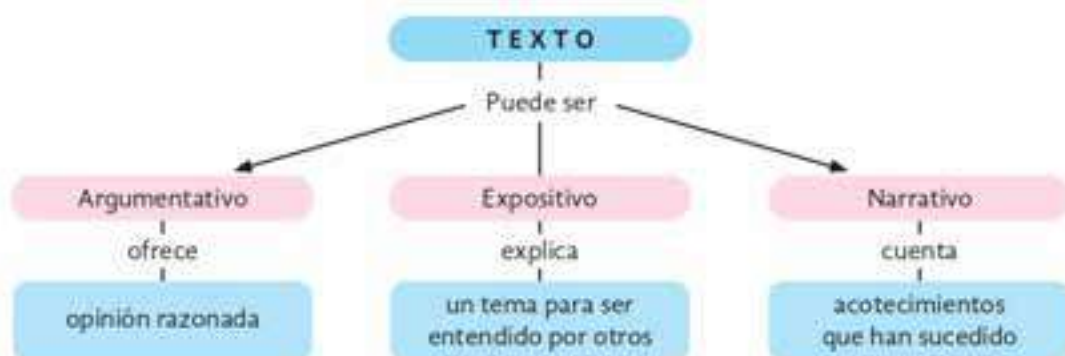 TEXTO
Puede ser
Argumentativo
Expositivo
Narrativo
ofrece
explica
cuenta
opinión razonada
un tema para ser
entendido por otros
acotecimientos
que han sucedido